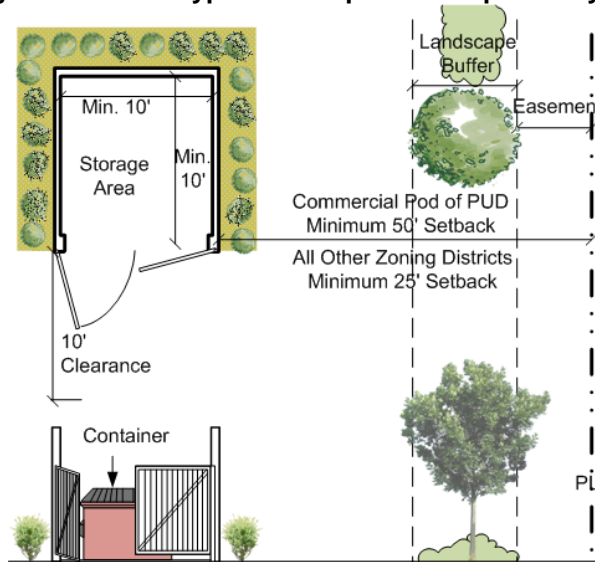 Landscape
Buffer
Min. 10'
Easemen
Storage
Area
Min.
10'
Commercial Pod of PUD
Minimum 50' Setback
All Other Zoning Districts
Minimum 25' Setback
10'
Clearance
Container